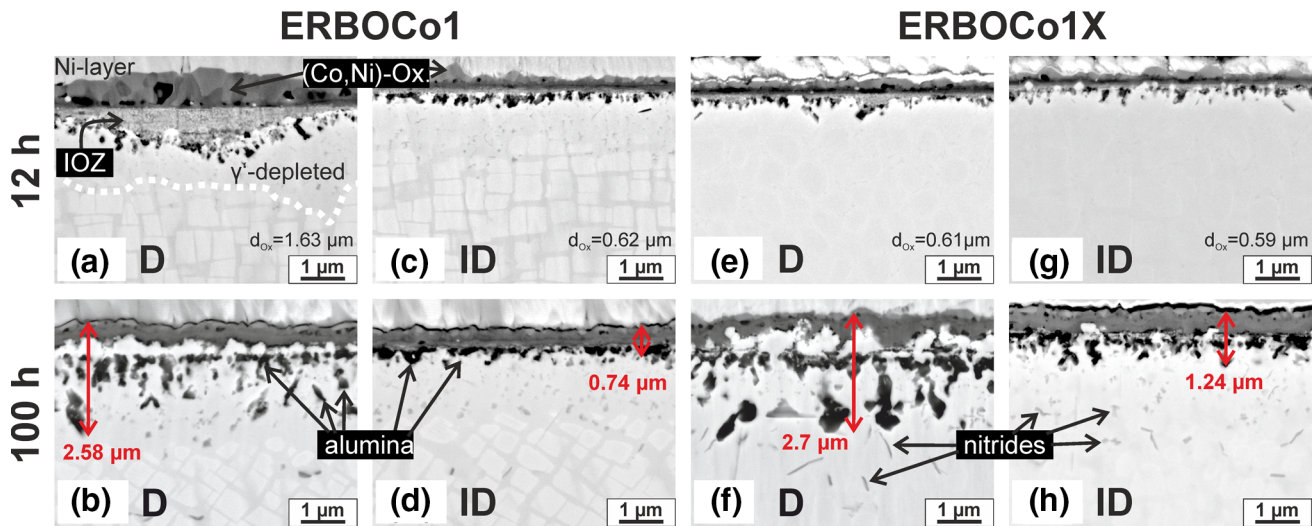 ERBOCo1
ERBOCo1X
12 h
100 h
Ni-layer
(Co,Ni)-Ox.
IOZ
γ‛-depleted
dOx=1.63 µm
(a) D
1 µm
dOx=0.62 µm
(c) ID
1 µm
dOx=0.61µm
(e) D
1 µm
dOx=0.59 µm
(g) ID
1 µm
2.58 µm
alumina
(b) D
1 µm
0.74 µm
(d) ID
1 µm
2.7 µm
nitrides
(f) D
1 µm
1.24 µm
(h) ID
1 µm